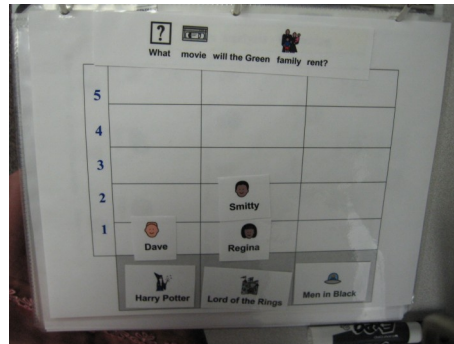 ?
What movie will the Green family rent?
5
4
3
2
Smitty
1
Dave
Regina
Harry Potter
Lord of the Rings
Men in Black